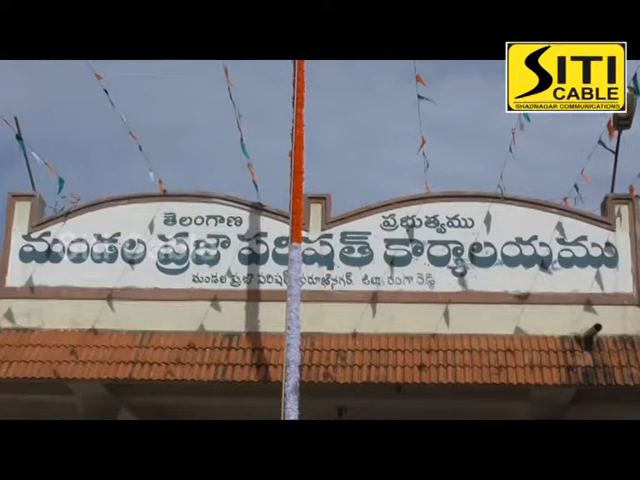 SITI
CABLE
SHADNAGAR COMMUNICATIONS
తెలంగాణ ప్రభుత్వము
మండల ప్రజా పరిషత్ కార్యాలయము
మండల ప్రజా పరిషత్ జిల్లా రంగా రెడ్డి